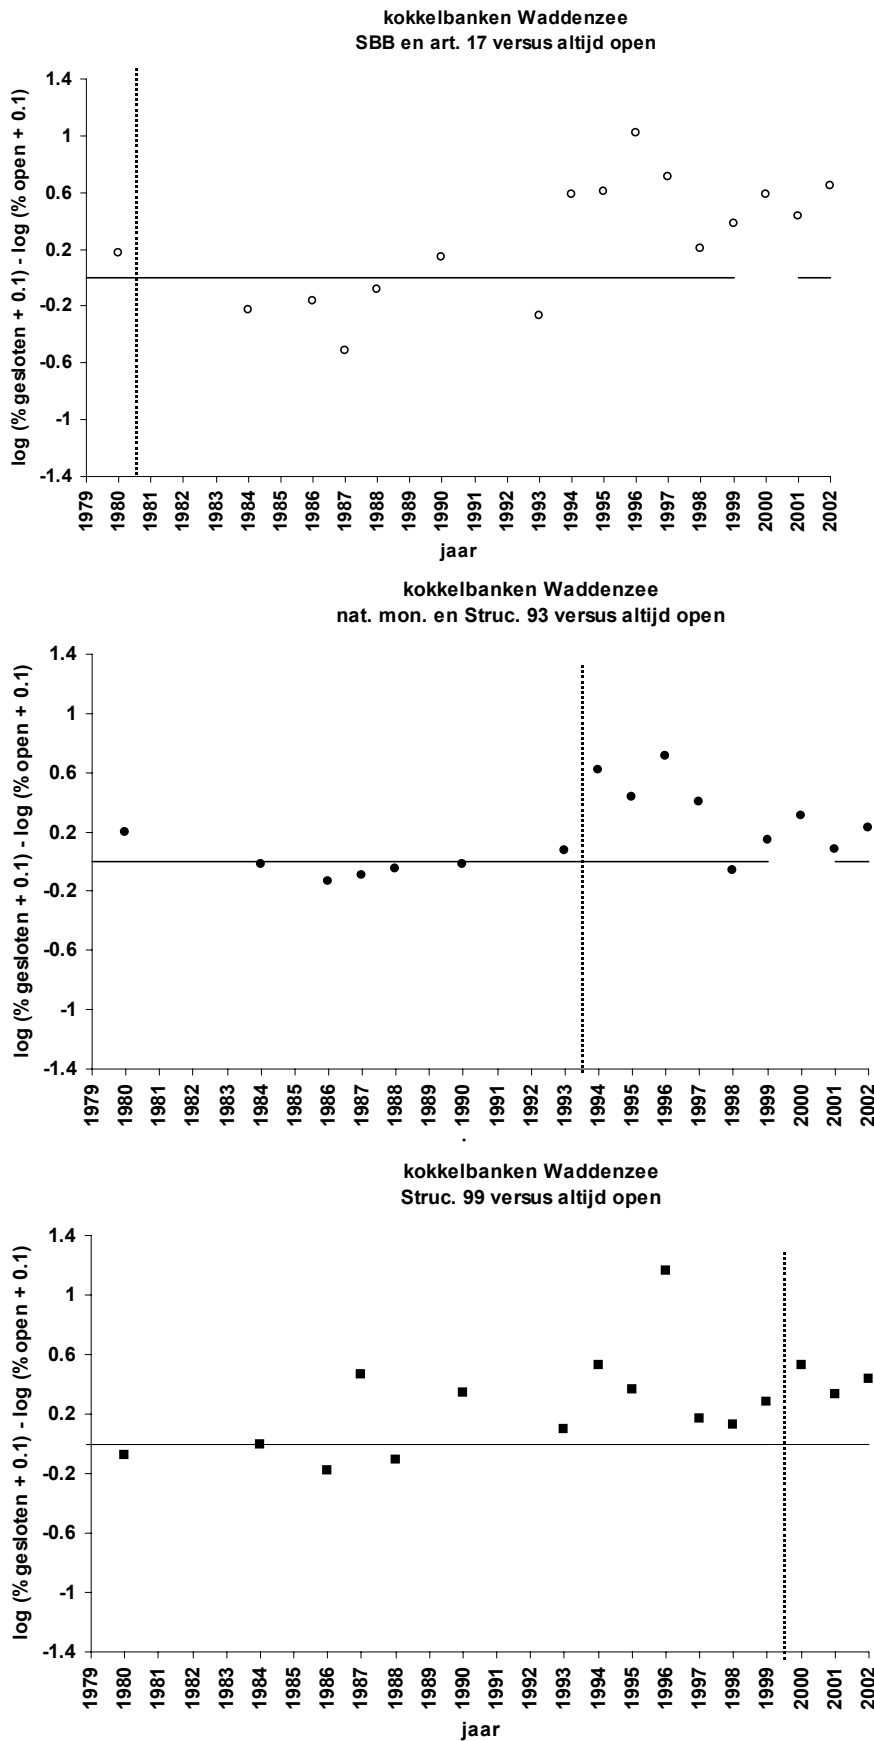 kokkelbanken Waddenzee
SBB en art. 17 versus altijd open
log (% gesloten + 0.1) - log (% open + 0.1)
1.4
1
0.6
0.2
-0.2
-0.6
-1
-1.4
1979 1980 1981 1982 1983 1984 1985 1986 1987 1988 1989 1990 1991 1992 1993 1994 1995 1996 1997 1998 1999 2000 2001 2002
jaar
kokkelbanken Waddenzee
nat. mon. en Struc. 93 versus altijd open
log (% gesloten + 0.1) - log (% open + 0.1)
1.4
1
0.6
0.2
-0.2
-0.6
-1
-1.4
1979 1980 1981 1982 1983 1984 1985 1986 1987 1988 1989 1990 1991 1992 1993 1994 1995 1996 1997 1998 1999 2000 2001 2002
kokkelbanken Waddenzee
Struc. 99 versus altijd open
log (% gesloten + 0.1) - log (% open + 0.1)
1.4
1
0.6
0.2
-0.2
-0.6
-1
-1.4
1979 1980 1981 1982 1983 1984 1985 1986 1987 1988 1989 1990 1991 1992 1993 1994 1995 1996 1997 1998 1999 2000 2001 2002
jaar